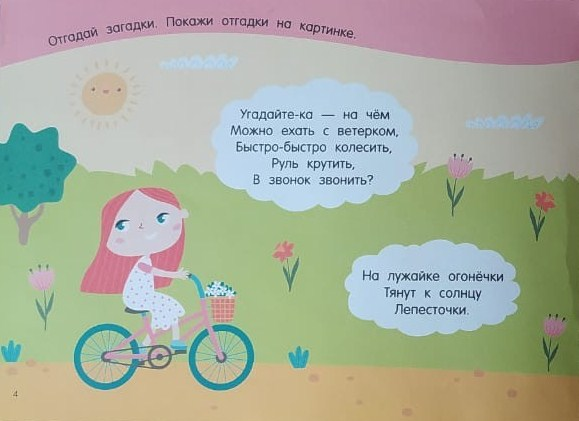 Отгадай загадки. Покажи отгадки на картинке.
Угадайте-ка — на чём
Можно ехать с ветерком,
Быстро-быстро колесить,
Руль крутить,
В звонок звонить?
На лужайке огонёчки
Тянут к солнцу
Лепесточки.
4